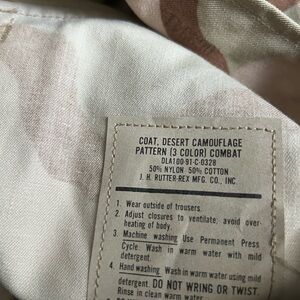 COAT, DESERT CAMOUFLAGE
PATTERN (3 COLOR) COMBAT
DLA100-91-C-0328
50% NYLON 50% COTTON
J. H. RUTTER-REX MFG. CO., INC.
1. Wear outside of trousers.
2. Adjust closures to ventilate; avoid over-
heating of body.
3. Machine washing Use Permanent Press
Cycle. Wash in warm water with mild
detergent.
4. Hand washing Wash in warm water using mild
detergent. DO NOT WRING OR TWIST.
Rinse in clean warm water.